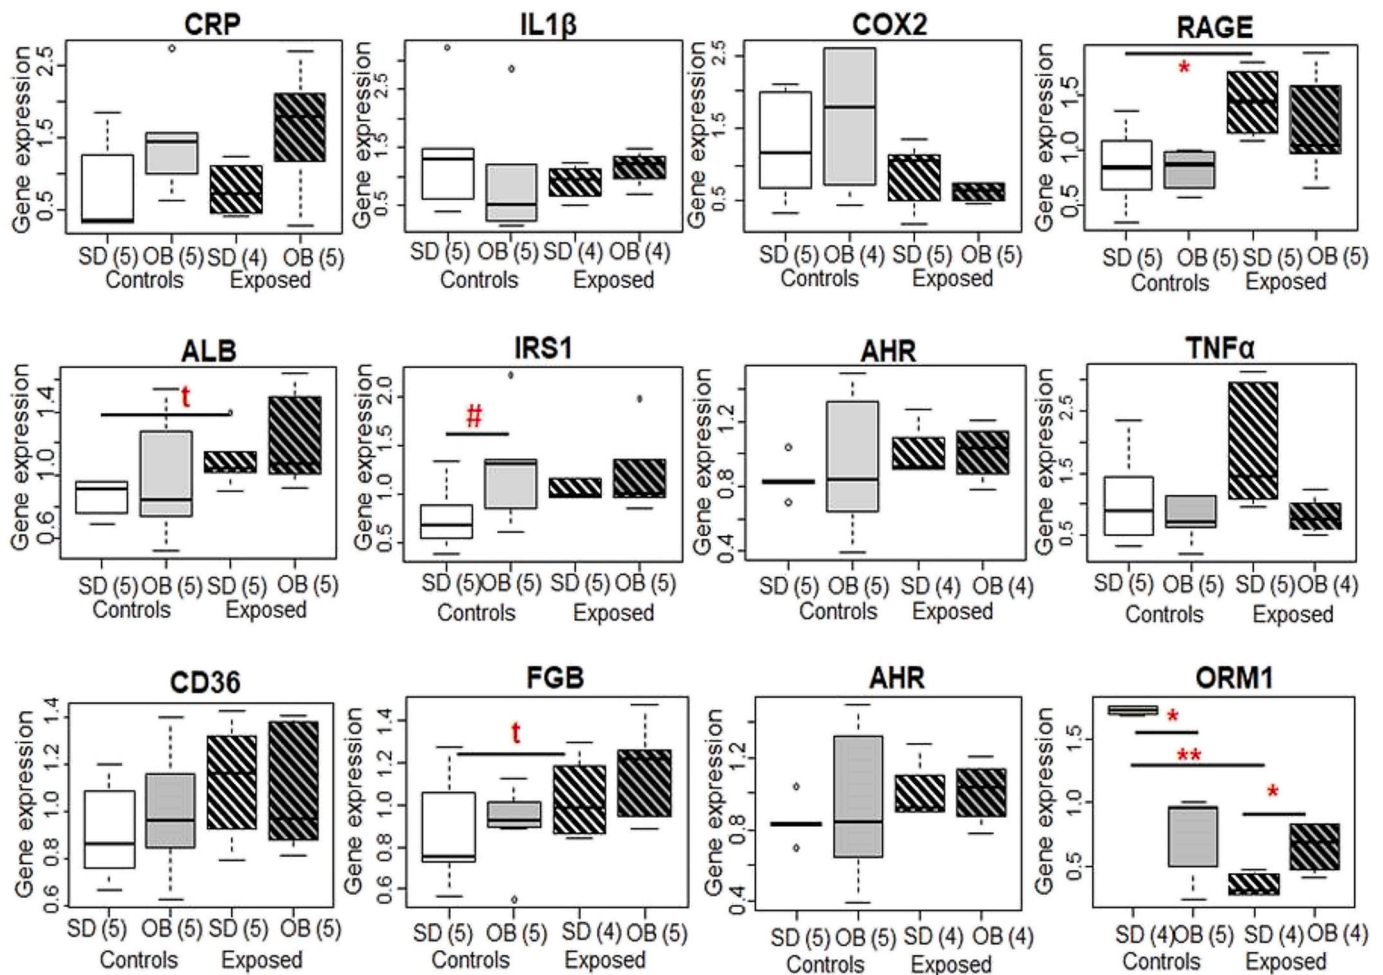 CRP
Gene expression
0.5 1.5 2.5
SD (5) OB (5) SD (4) OB (5)
Controls Exposed
IL1β
Gene expression
0.5 1.5 2.5
SD (5) OB (5) SD (4) OB (4)
Controls Exposed
COX2
Gene expression
0.5 1.5 2.5
SD (5) OB (4) SD (5) OB (5)
Controls Exposed
RAGE
Gene expression
0.5 1.0 1.5
*
SD (5) OB (5) SD (5) OB (5)
Controls Exposed
ALB
Gene expression
0.6 1.0 1.4
t
SD (5) OB (5) SD (5) OB (5)
Controls Exposed
IRS1
Gene expression
0.5 1.0 1.5 2.0
#
SD (5) OB (5) SD (5) OB (5)
Controls Exposed
AHR
Gene expression
0.4 0.8 1.2
SD (5) OB (5) SD (4) OB (4)
Controls Exposed
TNFα
Gene expression
0.5 1.5 2.5
SD (5) OB (5) SD (5) OB (4)
Controls Exposed
CD36
Gene expression
0.6 0.8 1.0 1.2 1.4
SD (5) OB (5) SD (5) OB (5)
Controls Exposed
FGB
Gene expression
0.6 0.8 1.0 1.2 1.4
t
SD (5) OB (5) SD (4) OB (5)
Controls Exposed
AHR
Gene expression
0.4 0.8 1.2
SD (5) OB (5) SD (4) OB (4)
Controls Exposed
ORM1
Gene expression
0.5 1.0 1.5
*
**
*
SD (4) OB (5) SD (4) OB (4)
Controls Exposed